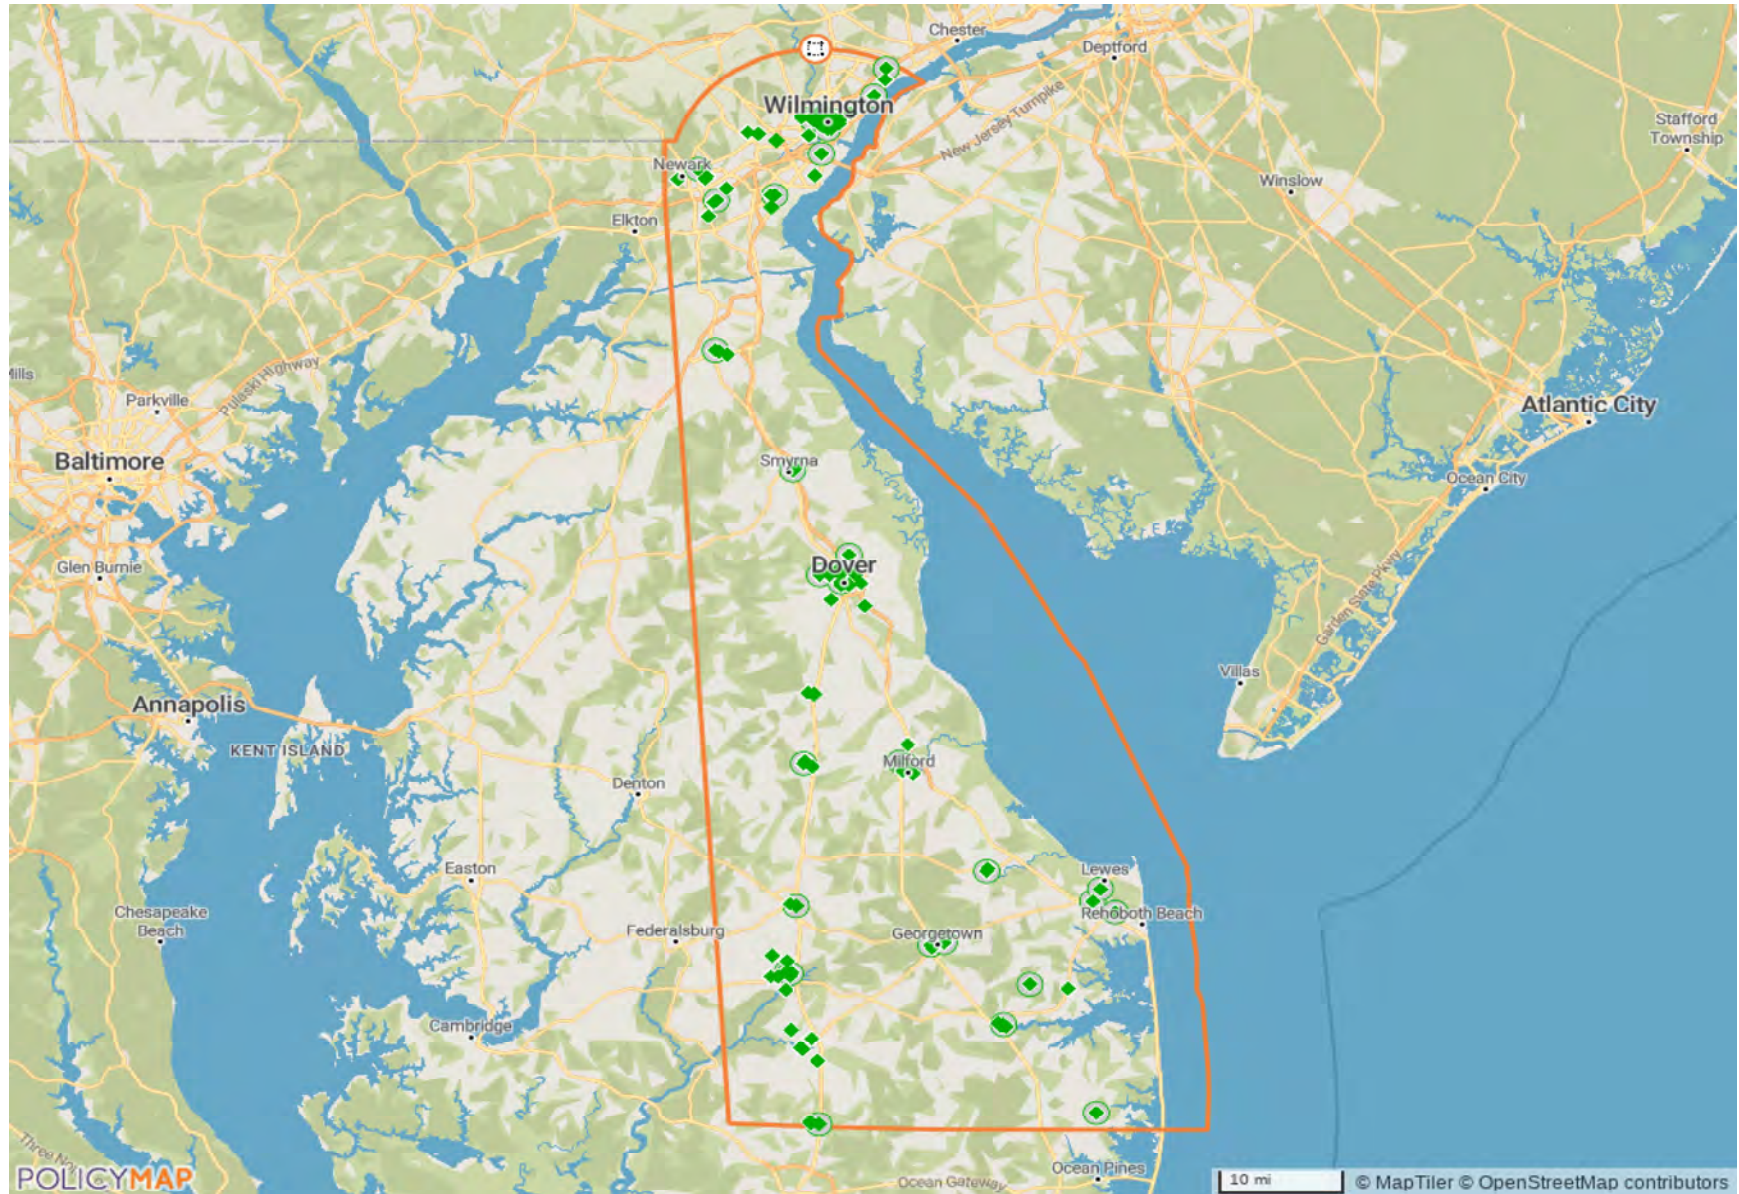 Chester
Deptford
Wilmington
New Jersey Turnpike
Stafford
Township
Newark
Winslow
Elkton
Mills
Pulaski Highway
Parkville
Atlantic City
Baltimore
Smyrna
Ocean City
Glen Burnie
Dover
Garden State Pkwy
Villas
Annapolis
KENT ISLAND
Milford
Denton
Easton
Lewes
Chesapeake
Beach
Rehoboth Beach
Federalsburg
Georgetown
Cambridge
Ocean Pines
POLICYMAP
Ocean Gateway
10 mi
© MapTiler © OpenStreetMap contributors